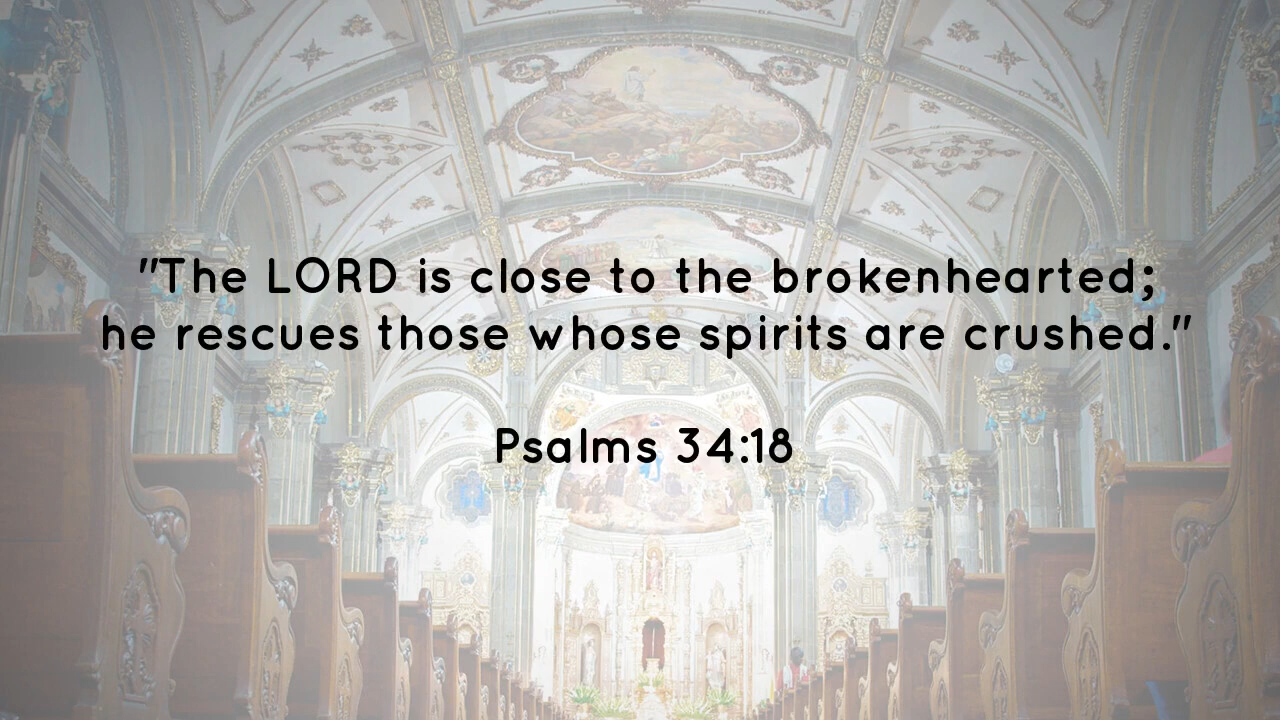 "The LORD is close to the brokenhearted;
he rescues those whose spirits are crushed."
Psalms 34:18